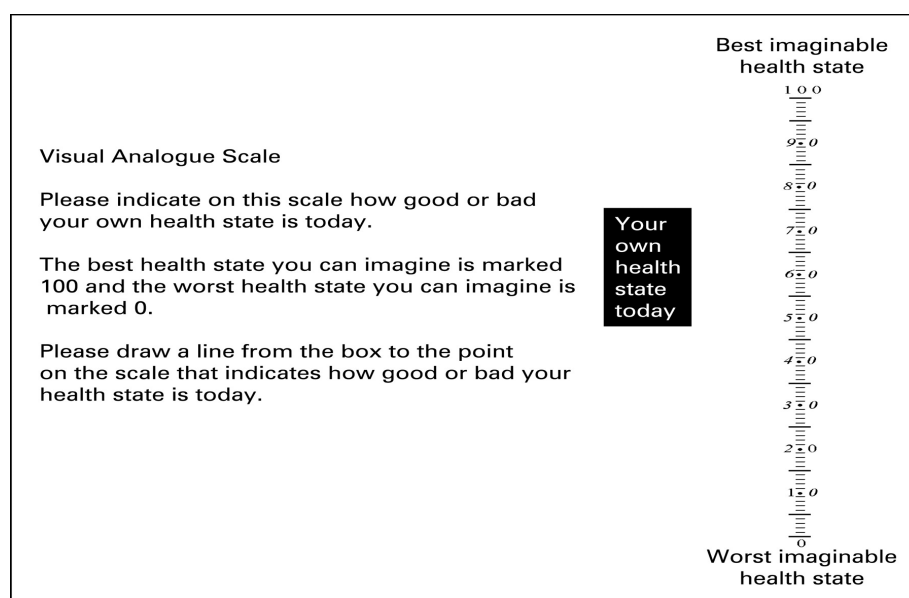 Best imaginable
health state
100
90
80
70
60
50
40
30
20
10
0
Worst imaginable
health state
Visual Analogue Scale
Please indicate on this scale how good or bad
your own health state is today.
The best health state you can imagine is marked
100 and the worst health state you can imagine is
marked 0.
Please draw a line from the box to the point
on the scale that indicates how good or bad your
health state is today.
Your
own
health
state
today